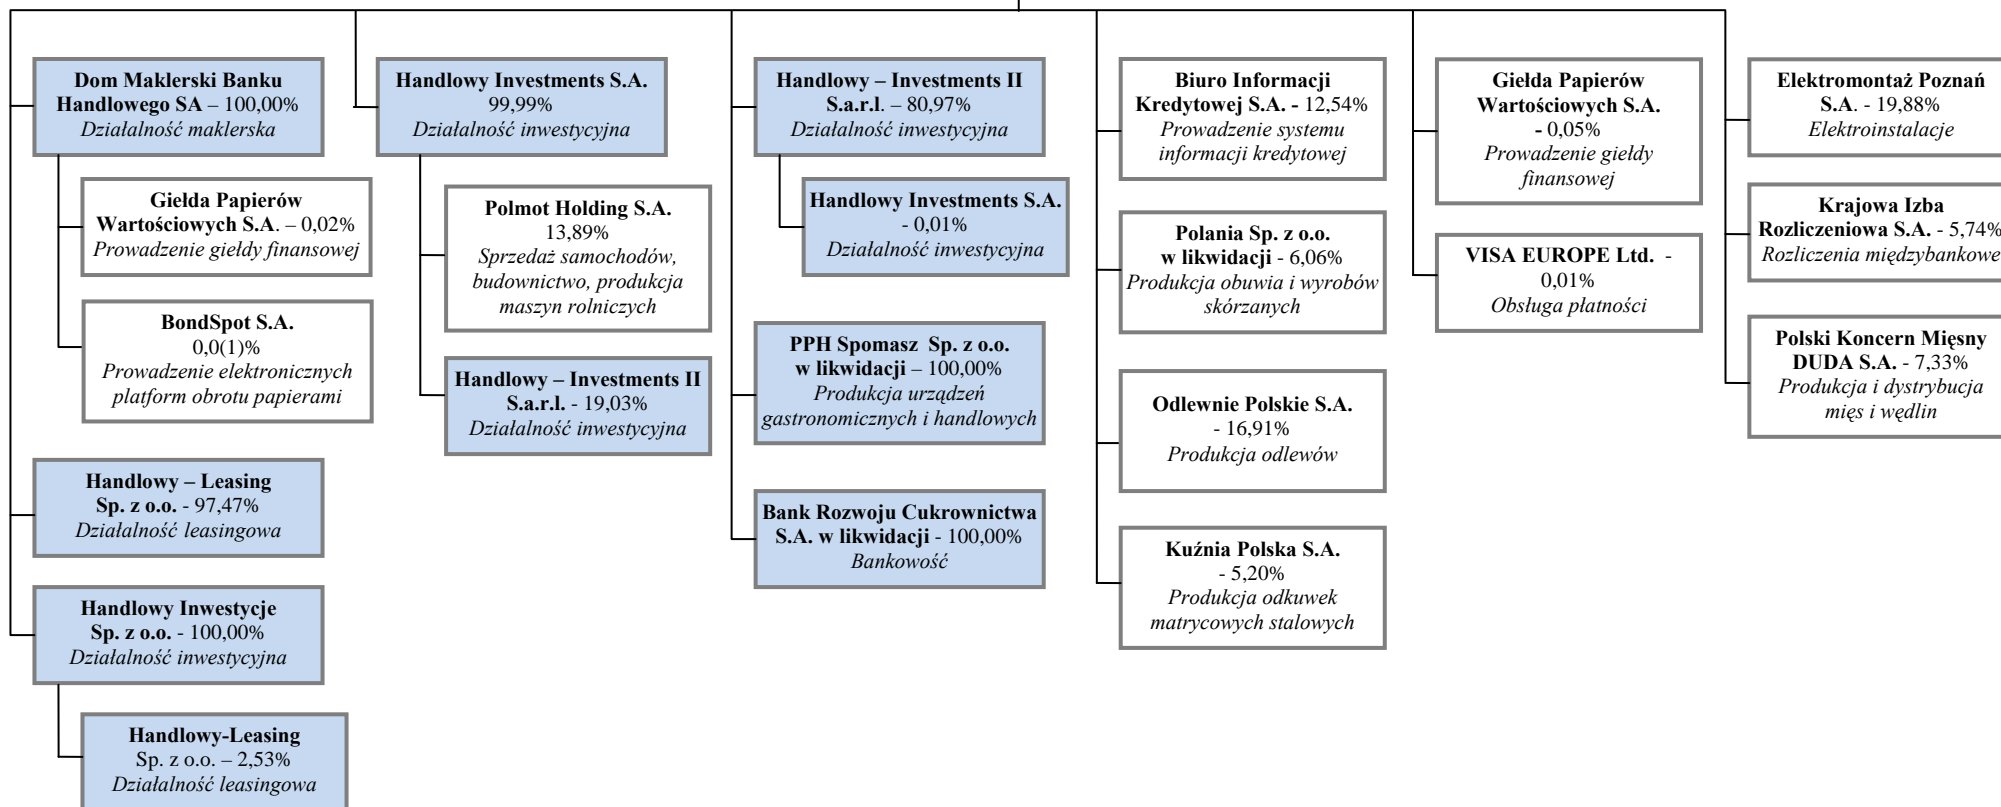 Dom Maklerski Banku
Handlowego SA – 100,00%
Działalność maklerska
Giełda Papierów
Wartościowych S.A. – 0,02%
Prowadzenie giełdy finansowej
BondSpot S.A.
0,0(1)%
Prowadzenie elektronicznych
platform obrotu papierami
Handlowy – Leasing
Sp. z o.o. - 97,47%
Działalność leasingowa
Handlowy Inwestycje
Sp. z o.o. - 100,00%
Działalność inwestycyjna
Handlowy-Leasing
Sp. z o.o. – 2,53%
Działalność leasingowa
Handlowy Investments S.A.
99,99%
Działalność inwestycyjna
Polmot Holding S.A.
13,89%
Sprzedaż samochodów,
budownictwo, produkcja
maszyn rolniczych
Handlowy – Investments II
S.a.r.l. - 19,03%
Działalność inwestycyjna
Handlowy – Investments II
S.a.r.l. – 80,97%
Działalność inwestycyjna
Handlowy Investments S.A.
- 0,01%
Działalność inwestycyjna
PPH Spomasz Sp. z o.o.
w likwidacji – 100,00%
Produkcja urządzeń
gastronomicznych i handlowych
Bank Rozwoju Cukrownictwa
S.A. w likwidacji - 100,00%
Bankowość
Biuro Informacji
Kredytowej S.A. - 12,54%
Prowadzenie systemu
informacji kredytowej
Polania Sp. z o.o.
w likwidacji - 6,06%
Produkcja obuwia i wyrobów
skórzanych
Odlewnie Polskie S.A.
- 16,91%
Produkcja odlewów
Kuźnia Polska S.A.
- 5,20%
Produkcja odkuwek
matrycowych stalowych
Giełda Papierów
Wartościowych S.A.
- 0,05%
Prowadzenie giełdy
finansowej
VISA EUROPE Ltd. -
0,01%
Obsługa płatności
Elektromontaż Poznań
S.A. - 19,88%
Elektroinstalacje
Krajowa Izba
Rozliczeniowa S.A. - 5,74%
Rozliczenia międzybankowe
Polski Koncern Mięsny
DUDA S.A. - 7,33%
Produkcja i dystrybucja
mięs i wędlin